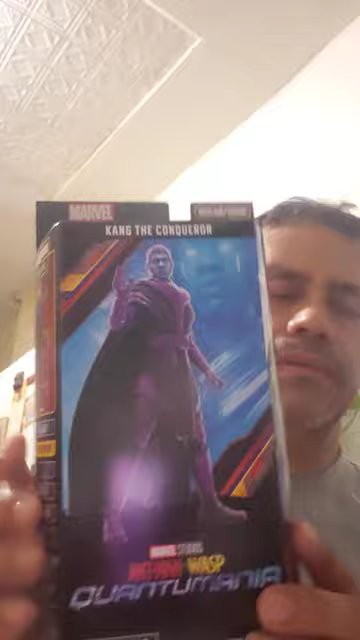 MARVEL
KANG THE CONQUEROR
MARVEL STUDIOS
ANT-MAN AND THE WASP
QUANTUMANIA